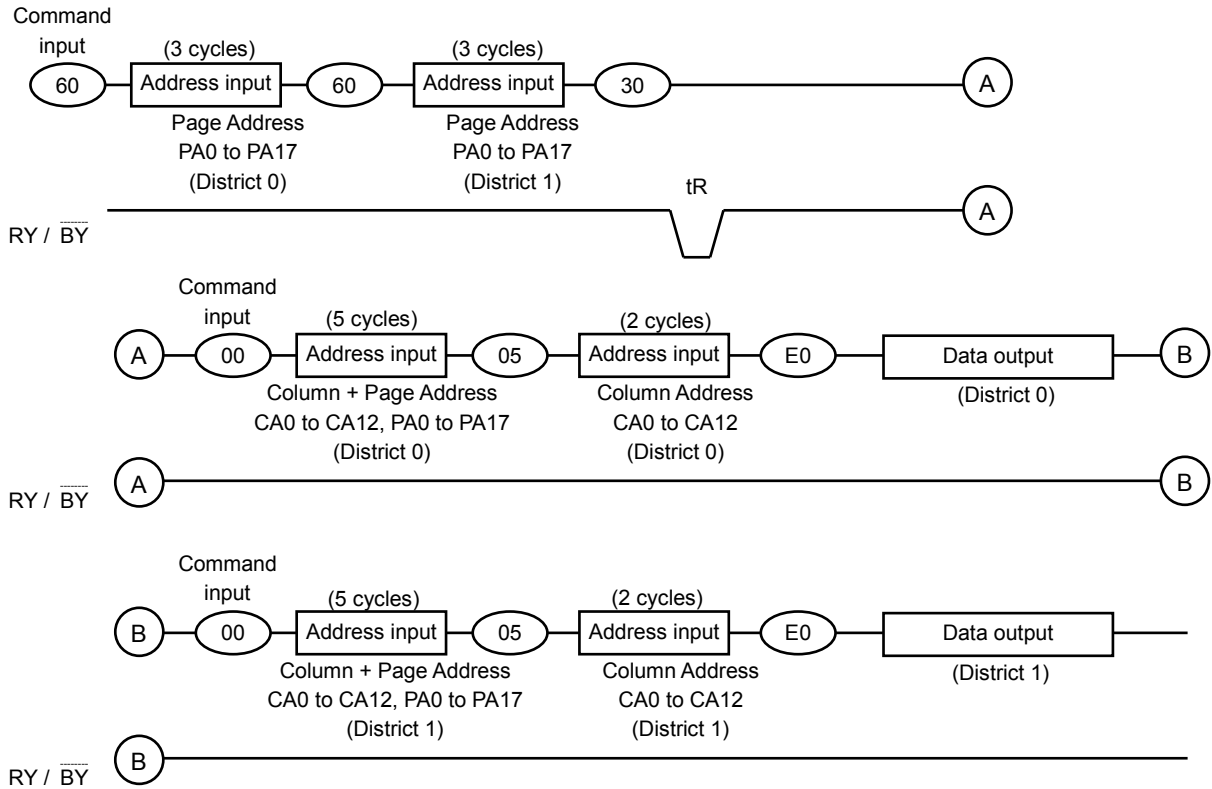 Command
input
(3 cycles)
(3 cycles)
60
Address input
60
Address input
30
A
Page Address
PA0 to PA17
(District 0)
Page Address
PA0 to PA17
(District 1)
tR
RY / BY
A
Command
input
(5 cycles)
(2 cycles)
A
00
Address input
05
Address input
E0
Data output
B
Column + Page Address
CA0 to CA12, PA0 to PA17
(District 0)
Column Address
CA0 to CA12
(District 0)
(District 0)
RY / BY
A
B
Command
input
(5 cycles)
(2 cycles)
B
00
Address input
05
Address input
E0
Data output
Column + Page Address
CA0 to CA12, PA0 to PA17
(District 1)
Column Address
CA0 to CA12
(District 1)
(District 1)
RY / BY
B